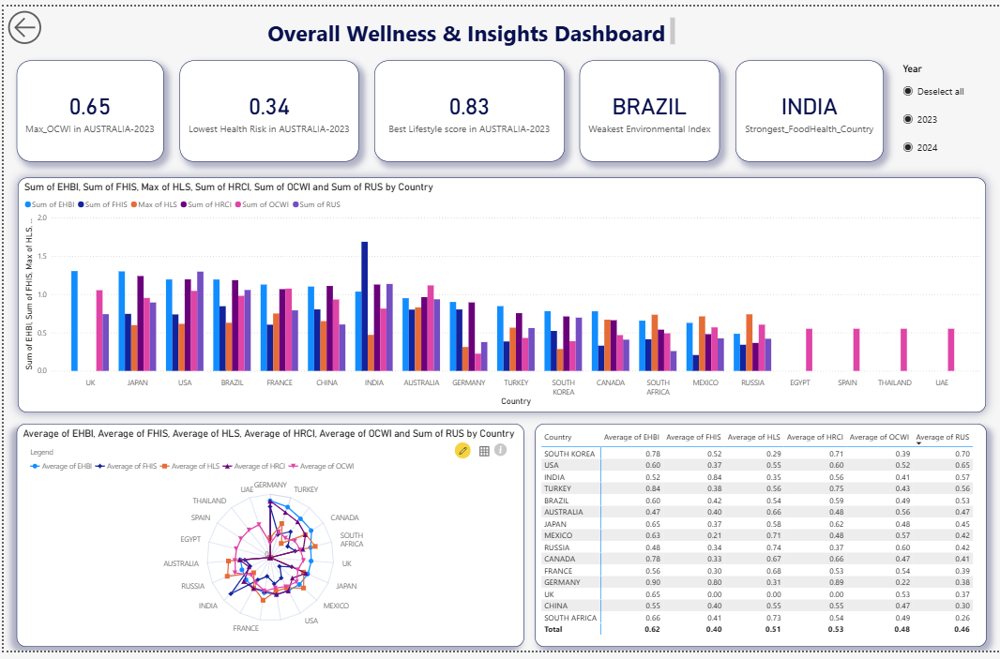 Overall Wellness & Insights Dashboard
0.65
Max_OCWI in AUSTRALIA-2023
0.34
Lowest Health Risk in AUSTRALIA-2023
0.83
Best Lifestyle score in AUSTRALIA-2023
BRAZIL
Weakest Environmental Index
INDIA
Strongest_FoodHealth_Country
Year
Deselect all
2023
2024
Sum of EHBI, Sum of FHIS, Max of HLS, Sum of HRCI, Sum of OCWI and Sum of RUS by Country
Sum of EHBI Sum of FHIS Max of HLS Sum of HRCI Sum of OCWI Sum of RUS
Sum of EHBI, Sum of FHIS, Max of HLS, ...
2.0
1.5
1.0
0.5
0.0
UK JAPAN USA BRAZIL FRANCE CHINA INDIA AUSTRALIA GERMANY TURKEY SOUTH KOREA CANADA SOUTH AFRICA MEXICO RUSSIA EGYPT SPAIN THAILAND UAE
Country
Average of EHBI, Average of FHIS, Average of HLS, Average of HRCI, Average of OCWI and Sum of RUS by Country
Legend
Average of EHBI Average of FHIS Average of HLS Average of HRCI Average of OCWI
GERMANY
TURKEY
CANADA
SOUTH
AFRICA
UK
JAPAN
MEXICO
USA
FRANCE
INDIA
RUSSIA
AUSTRALIA
EGYPT
SPAIN
THAILAND
UAE
Country Average of EHBI Average of FHIS Average of HLS Average of HRCI Average of OCWI Average of RUS
SOUTH KOREA 0.78 0.52 0.29 0.71 0.39 0.70
USA 0.60 0.37 0.55 0.60 0.52 0.65
INDIA 0.52 0.84 0.35 0.56 0.41 0.57
TURKEY 0.84 0.38 0.56 0.75 0.43 0.56
BRAZIL 0.60 0.42 0.54 0.59 0.49 0.53
AUSTRALIA 0.47 0.40 0.66 0.48 0.56 0.47
JAPAN 0.65 0.37 0.58 0.62 0.48 0.45
MEXICO 0.63 0.21 0.71 0.48 0.57 0.42
RUSSIA 0.48 0.34 0.74 0.37 0.60 0.42
CANADA 0.78 0.33 0.67 0.66 0.47 0.41
FRANCE 0.56 0.30 0.68 0.53 0.54 0.39
GERMANY 0.90 0.80 0.31 0.89 0.22 0.38
UK 0.65 0.00 0.00 0.00 0.53 0.37
CHINA 0.55 0.40 0.55 0.55 0.47 0.30
SOUTH AFRICA 0.66 0.41 0.73 0.54 0.49 0.26
Total 0.62 0.40 0.51 0.53 0.48 0.46